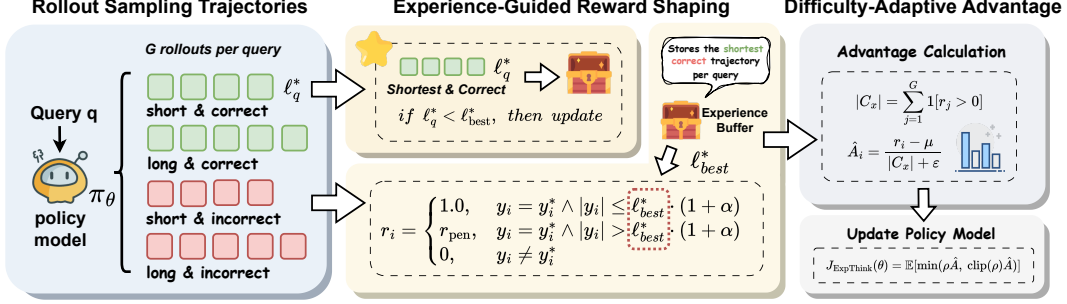 Rollout Sampling Trajectories
G rollouts per query
Query q
policy
model
π_θ
ℓ*_q
short & correct
long & correct
short & incorrect
long & incorrect
Experience-Guided Reward Shaping
ℓ*_q
Shortest & Correct
if ℓ*_q < ℓ*_best, then update
Stores the shortest
correct trajectory
per query
Experience
Buffer
ℓ*_best
r_i = { 1.0, y_i = y*_i ∧ |y_i| ≤ ℓ*_best · (1 + α)
r_pen, y_i = y*_i ∧ |y_i| > ℓ*_best · (1 + α)
0, y_i ≠ y*_i
Difficulty-Adaptive Advantage
Advantage Calculation
|C_x| = ∑_{j=1}^{G} 1[r_j > 0]
Â_i = (r_i − μ) / (|C_x| + ε)
Update Policy Model
J_ExpThink(θ) = 𝔼[min(ρÂ, clip(ρ)Â)]